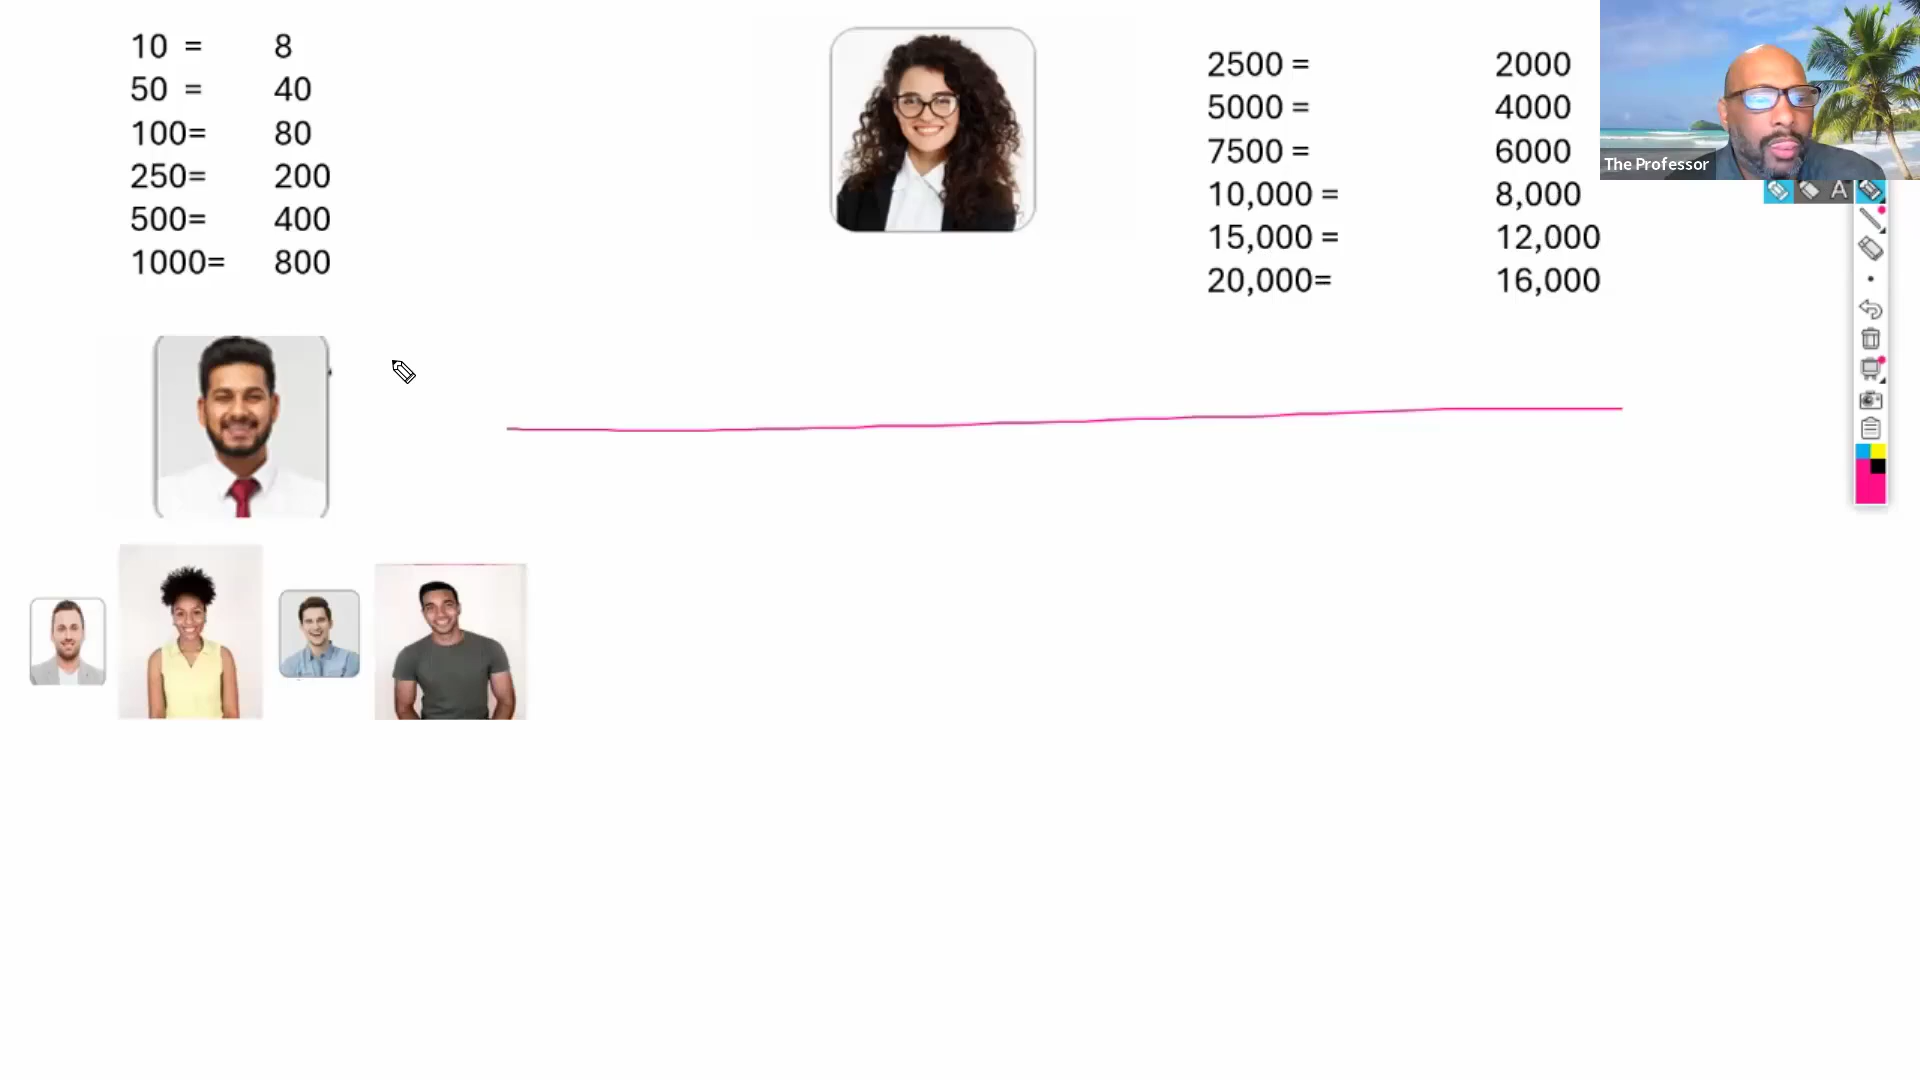 10 = 8
50 = 40
100= 80
250= 200
500= 400
1000= 800
2500 = 2000
5000 = 4000
7500 = 6000
10,000 = 8,000
15,000 = 12,000
20,000= 16,000
The Professor
A